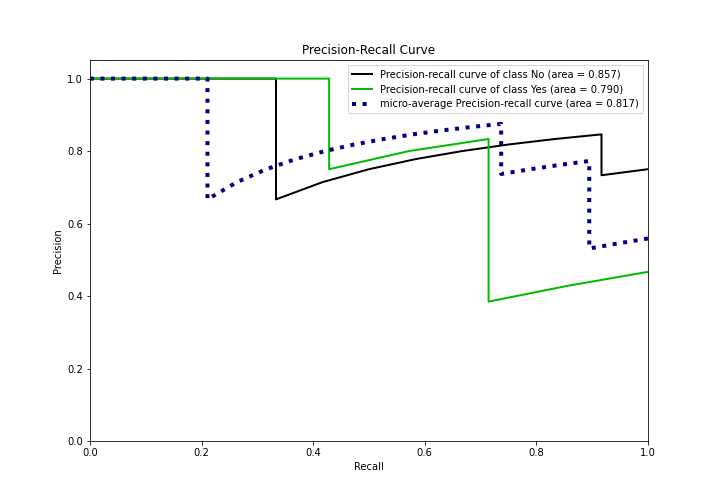 Precision-Recall Curve
Precision-recall curve of class No (area = 0.857)
Precision-recall curve of class Yes (area = 0.790)
micro-average Precision-recall curve (area = 0.817)
Precision
1.0
0.8
0.6
0.4
0.2
0.0
0.0 0.2 0.4 0.6 0.8 1.0
Recall